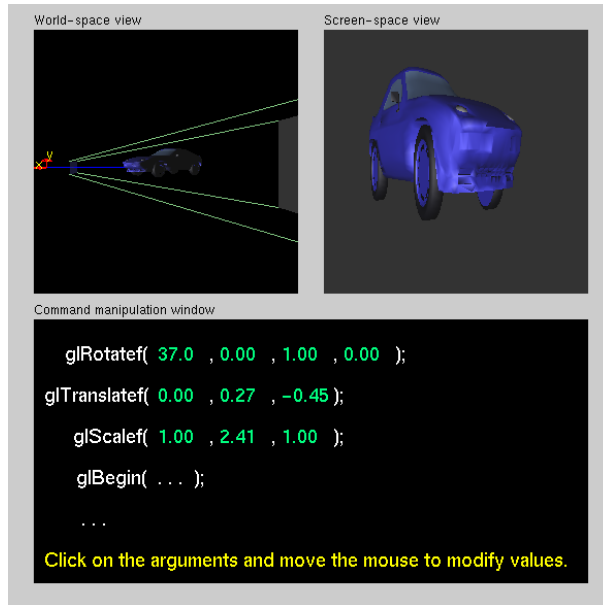 World-space view
Screen-space view
y
x
Command manipulation window
glRotatef( 37.0 , 0.00 , 1.00 , 0.00 );
glTranslatef( 0.00 , 0.27 , -0.45 );
glScalef( 1.00 , 2.41 , 1.00 );
glBegin( . . . );
. . .
Click on the arguments and move the mouse to modify values.